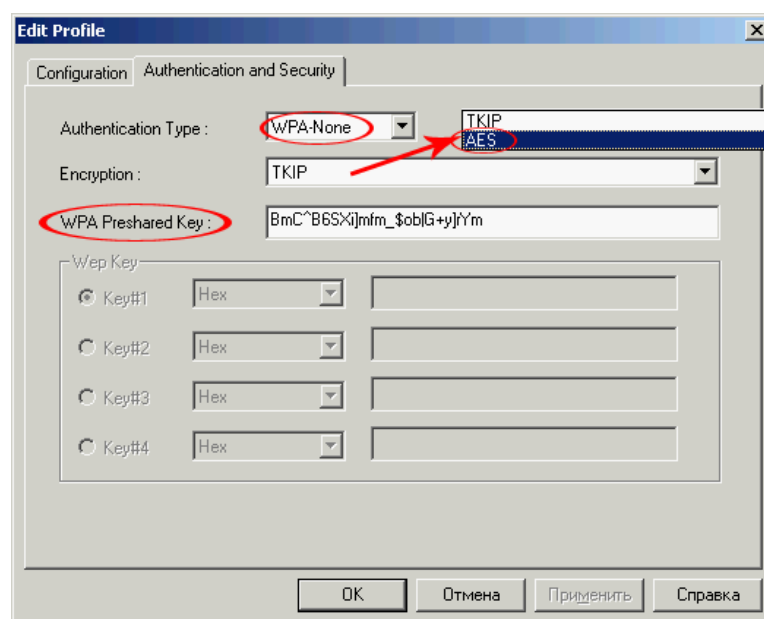 Edit Profile
Configuration Authentication and Security
Authentication Type : WPA-None
TKIP
AES
Encryption : TKIP
WPA Preshared Key : BmC^B6SXi]mfm_$ob|G+y]rYm
Wep Key
Key#1 Hex
Key#2 Hex
Key#3 Hex
Key#4 Hex
OK Отмена Применить Справка